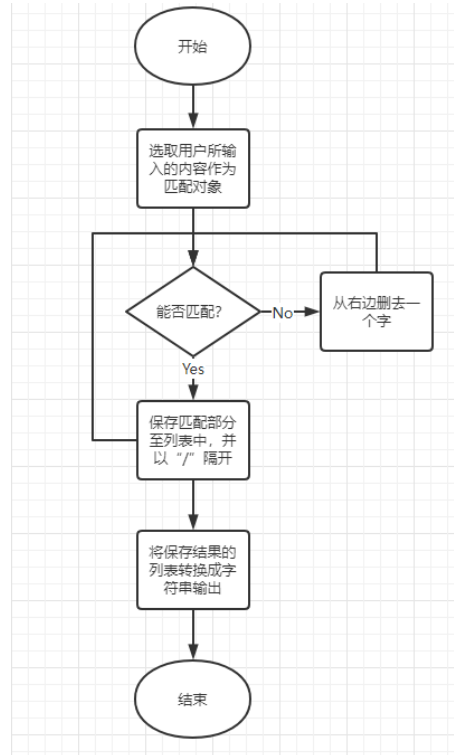 开始
选取用户所输
入的内容作为
匹配对象
能否匹配?
No
从右边删去一
个字
Yes
保存匹配部分
至列表中，并
以“/”隔开
将保存结果的
列表转换成字
符串输出
结束